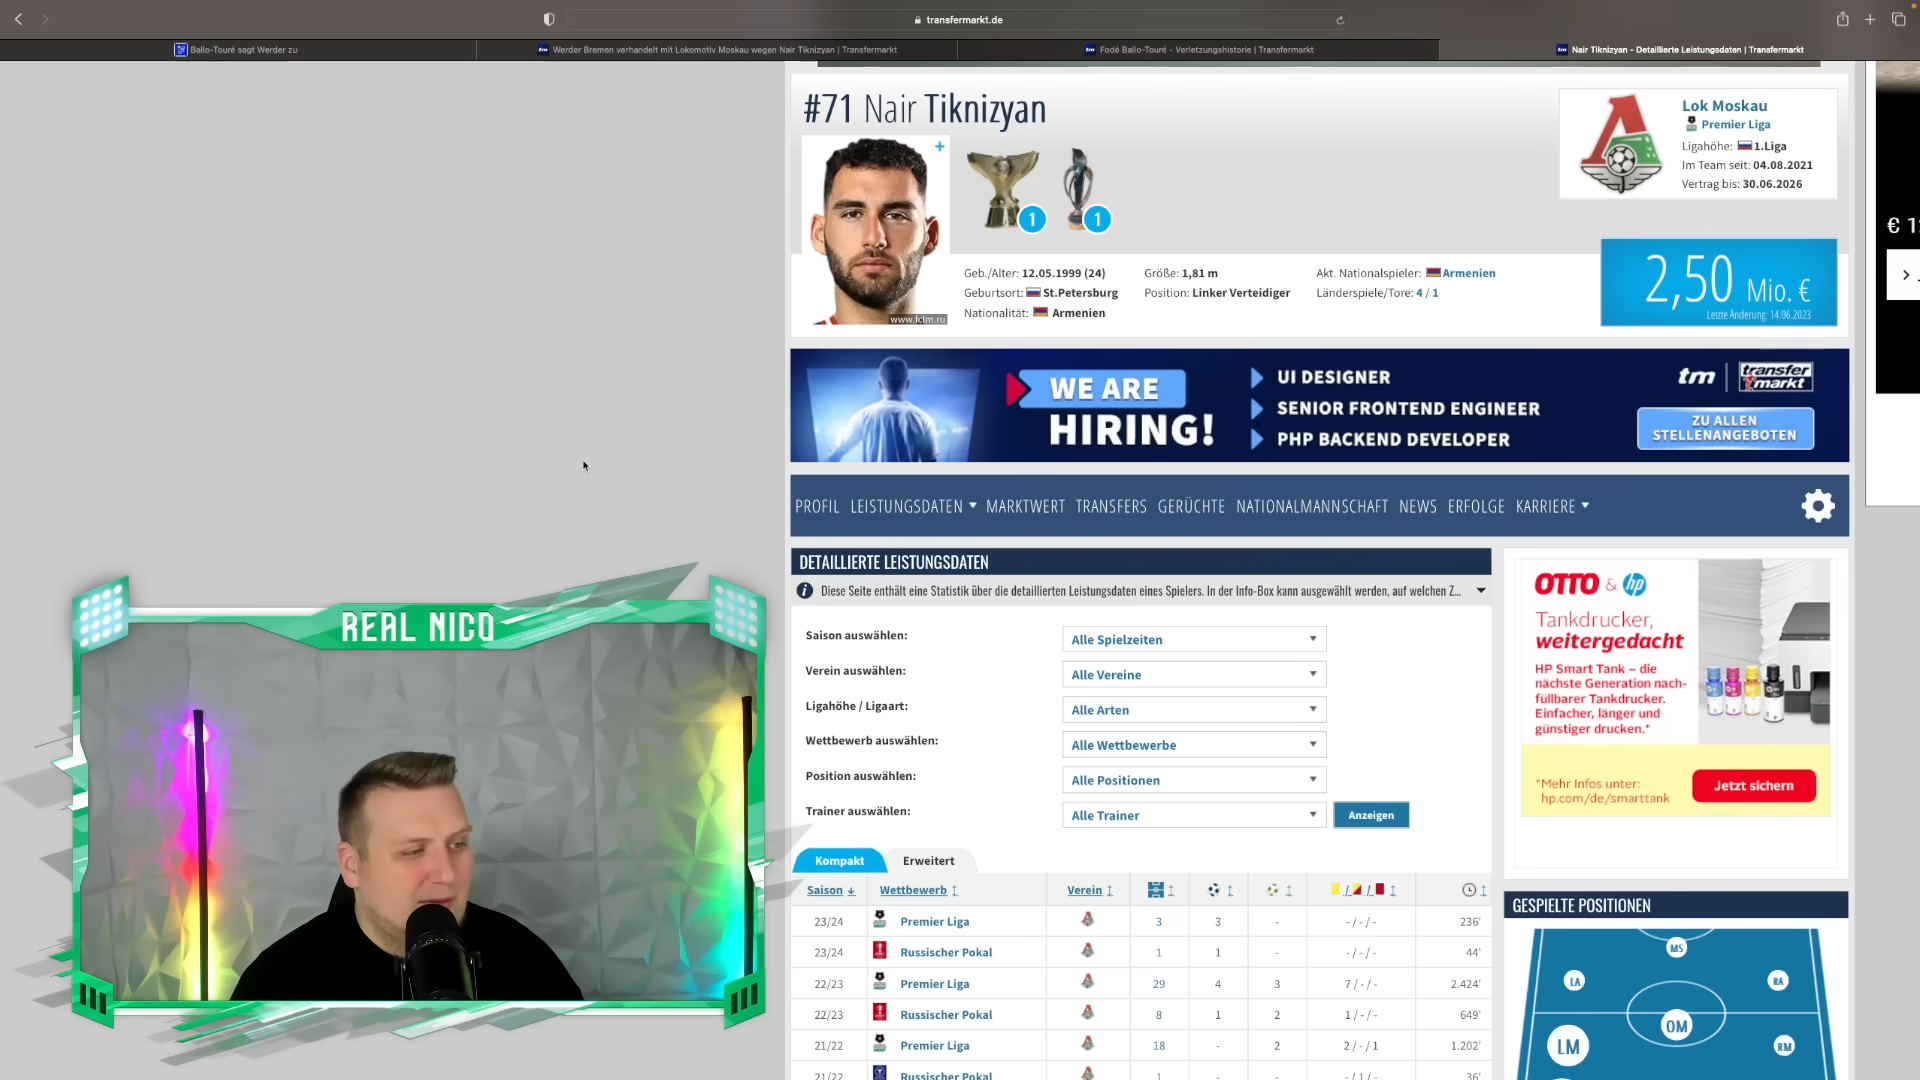 transfermarkt.de
Ballo-Touré sagt Werder zu
Werder Bremen verhandelt mit Lokomotiv Moskau wegen Nair Tiknizyan | Transfermarkt
Fodé Ballo-Touré - Verletzungshistorie | Transfermarkt
Nair Tiknizyan - Detaillierte Leistungsdaten | Transfermarkt
#71 Nair Tiknizyan
1
1
www.fclm.ru
Lok Moskau
Premier Liga
Ligahöhe: 1.Liga
Im Team seit: 04.08.2021
Vertrag bis: 30.06.2026
Geb./Alter: 12.05.1999 (24)
Geburtsort: St.Petersburg
Nationalität: Armenien
Größe: 1,81 m
Position: Linker Verteidiger
Akt. Nationalspieler: Armenien
Länderspiele/Tore: 4 / 1
2,50 Mio. €
Letzte Änderung: 14.06.2023
WE ARE
HIRING!
UI DESIGNER
SENIOR FRONTEND ENGINEER
PHP BACKEND DEVELOPER
tm | transfer markt
ZU ALLEN
STELLENANGEBOTEN
PROFIL LEISTUNGSDATEN MARKTWERT TRANSFERS GERÜCHTE NATIONALMANNSCHAFT NEWS ERFOLGE KARRIERE
DETAILLIERTE LEISTUNGSDATEN
Diese Seite enthält eine Statistik über die detaillierten Leistungsdaten eines Spielers. In der Info-Box kann ausgewählt werden, auf welchen Z...
Saison auswählen: Alle Spielzeiten
Verein auswählen: Alle Vereine
Ligahöhe / Ligaart: Alle Arten
Wettbewerb auswählen: Alle Wettbewerbe
Position auswählen: Alle Positionen
Trainer auswählen: Alle Trainer Anzeigen
Kompakt Erweitert
Saison Wettbewerb Verein
23/24 Premier Liga 3 3 - - / - / - 236'
23/24 Russischer Pokal 1 1 - - / - / - 44'
22/23 Premier Liga 29 4 3 7 / - / - 2.424'
22/23 Russischer Pokal 8 1 2 1 / - / - 649'
21/22 Premier Liga 18 - 2 2 / - / 1 1.202'
21/22 Russischer Pokal 1 - - - / 1 / - 36'
OTTO & hp
Tankdrucker,
weitergedacht
HP Smart Tank – die
nächste Generation nach-
füllbarer Tankdrucker.
Einfacher, länger und
günstiger drucken.*
*Mehr Infos unter:
hp.com/de/smarttank
Jetzt sichern
GESPIELTE POSITIONEN
MS
LA
RA
OM
LM
RM
REAL NICO